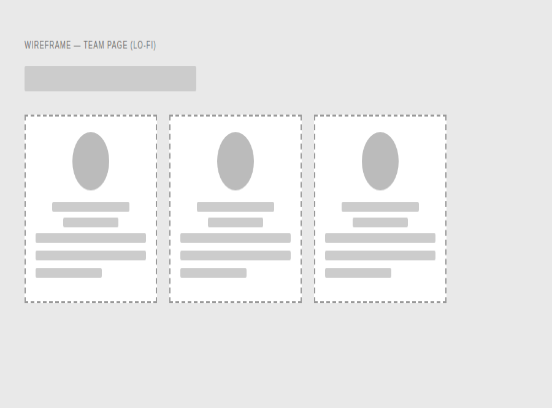 WIREFRAME — TEAM PAGE (LO-FI)